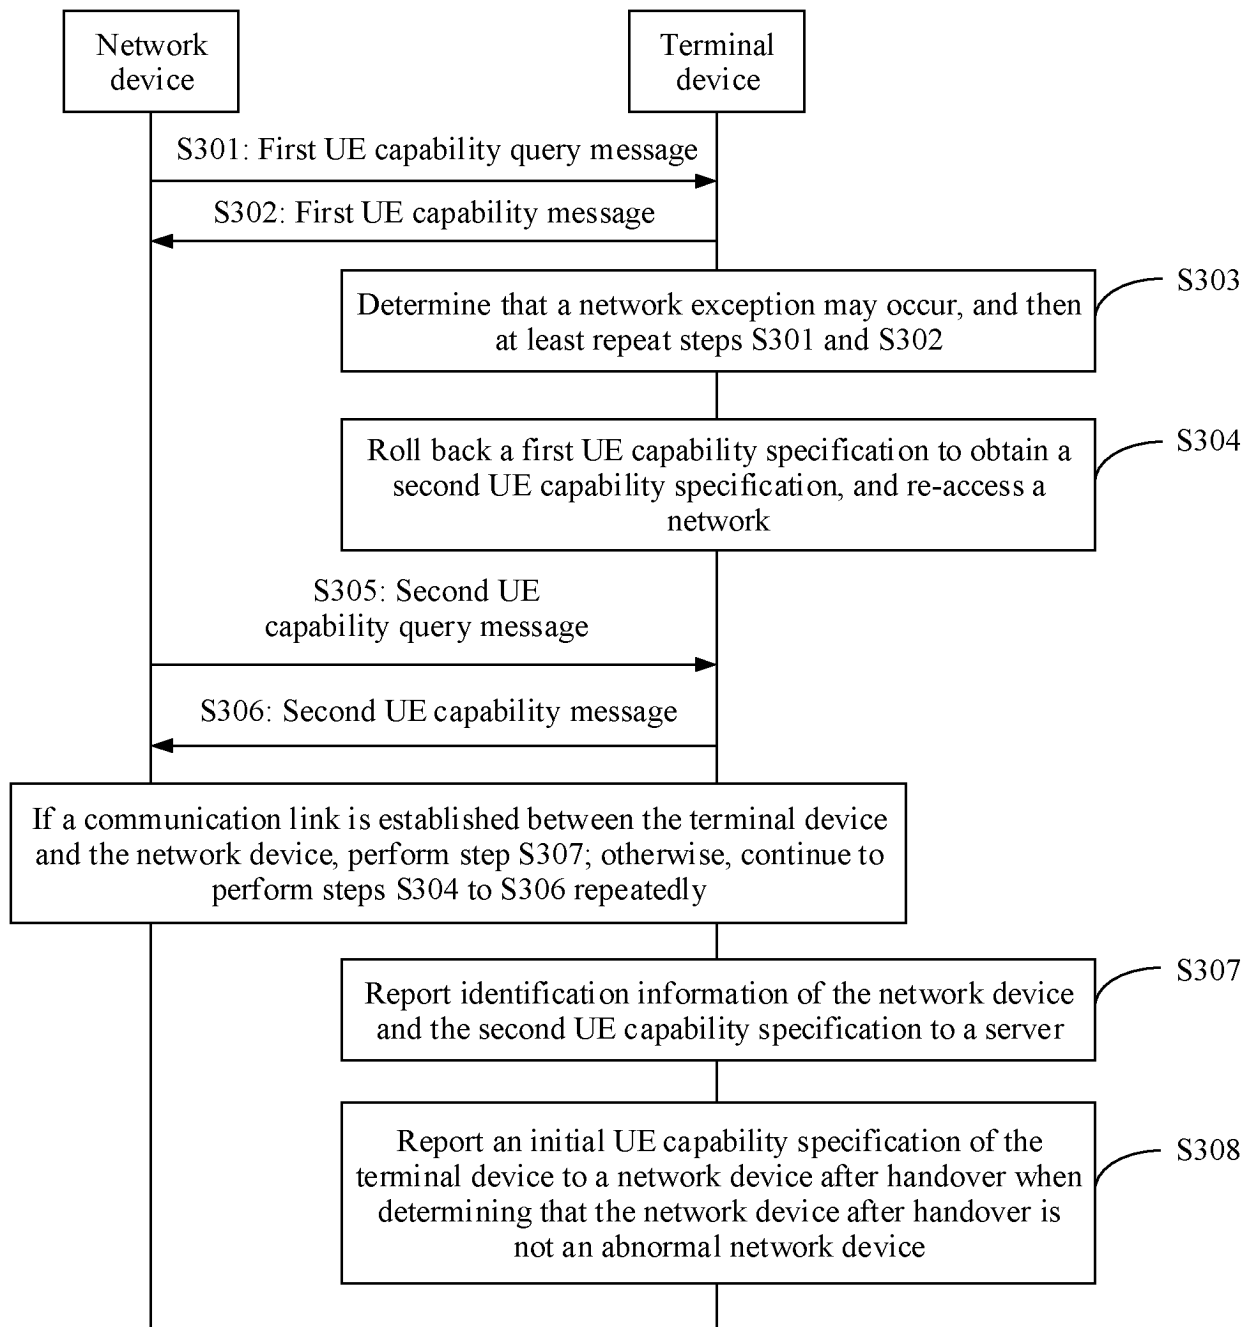 Network
device
Terminal
device
S301: First UE capability query message
S302: First UE capability message
Determine that a network exception may occur, and then
at least repeat steps S301 and S302
S303
Roll back a first UE capability specification to obtain a
second UE capability specification, and re-access a
network
S304
S305: Second UE
capability query message
S306: Second UE capability message
If a communication link is established between the terminal device
and the network device, perform step S307; otherwise, continue to
perform steps S304 to S306 repeatedly
Report identification information of the network device
and the second UE capability specification to a server
S307
Report an initial UE capability specification of the
terminal device to a network device after handover when
determining that the network device after handover is
not an abnormal network device
S308